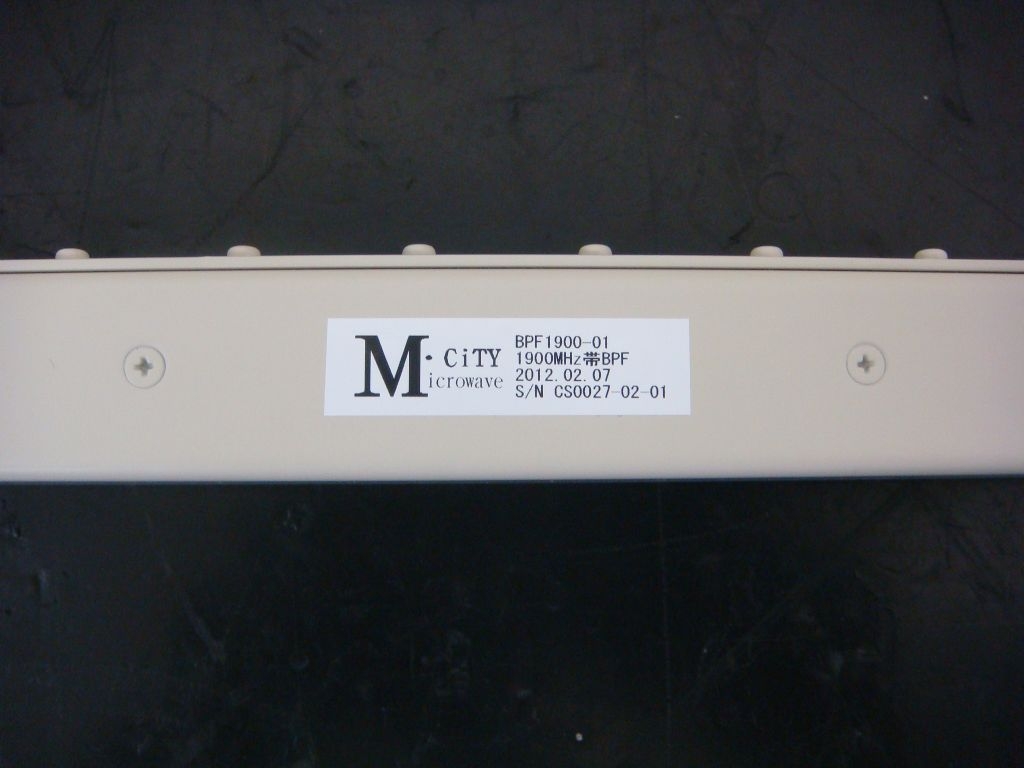 M・CiTY
Microwave
BPF1900-01
1900MHz帯BPF
2012.02.07
S/N CS0027-02-01